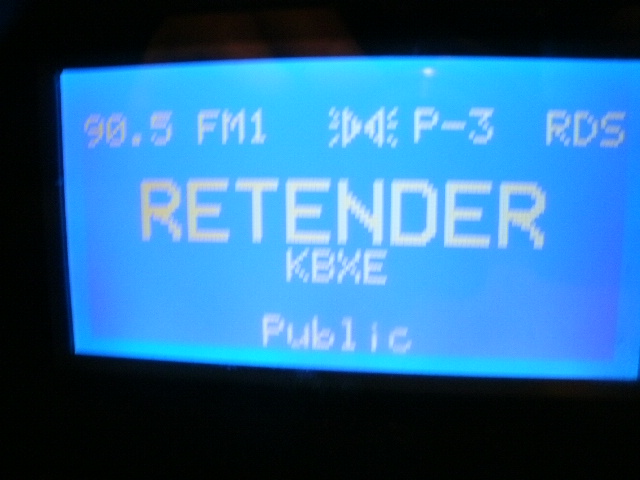 90.5 FM1 P-3 RDS
RETENDER
KBXE
Public